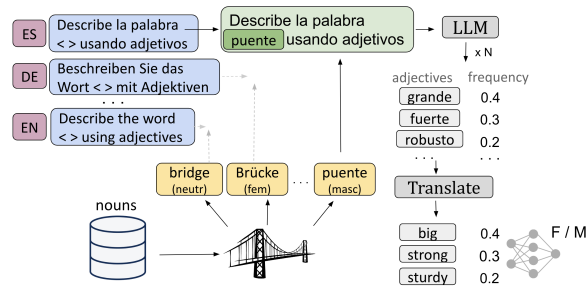 ES
Describe la palabra
< > usando adjetivos
Describe la palabra
puente usando adjetivos
LLM
x N
DE
Beschreiben Sie das
Wort < > mit Adjektiven
. . .
EN
Describe the word
< > using adjectives
adjectives frequency
grande 0.4
fuerte 0.3
robusto 0.2
. . . . . .
bridge
(neutr)
Brücke
(fem)
. . .
puente
(masc)
Translate
nouns
big 0.4
strong 0.3
sturdy 0.2
F / M